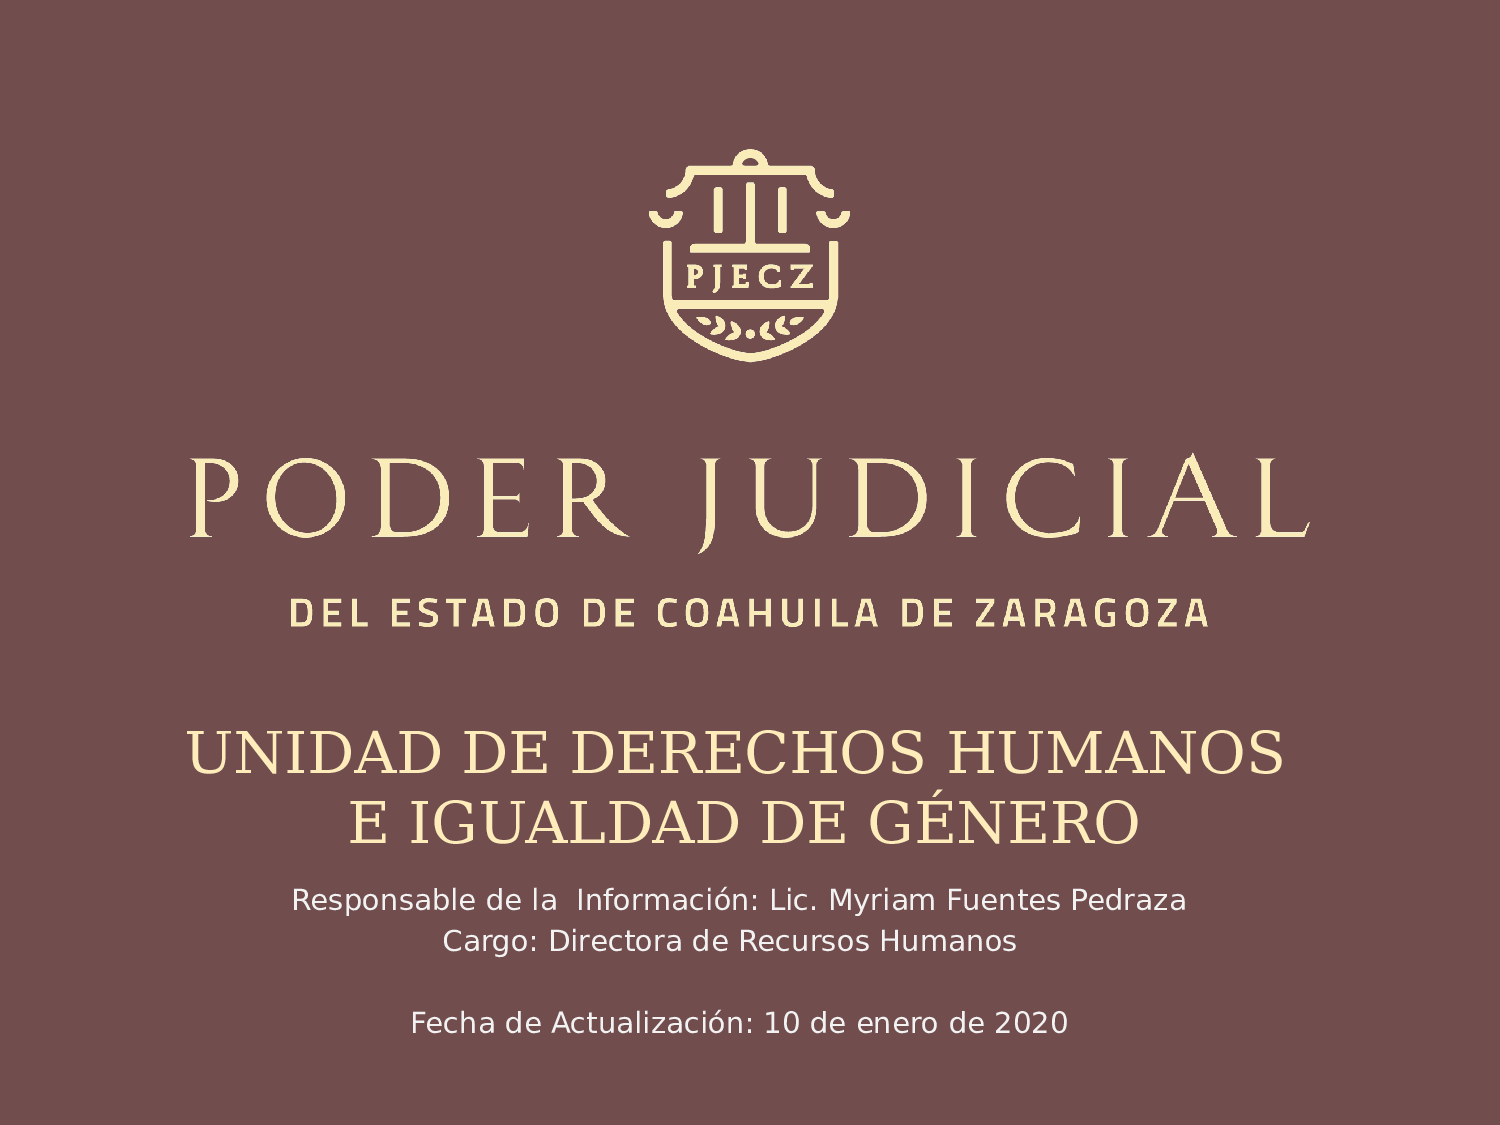 PJECZ
PODER JUDICIAL
DEL ESTADO DE COAHUILA DE ZARAGOZA
UNIDAD DE DERECHOS HUMANOS
E IGUALDAD DE GÉNERO
Responsable de la  Información: Lic. Myriam Fuentes Pedraza
Cargo: Directora de Recursos Humanos
Fecha de Actualización: 10 de enero de 2020